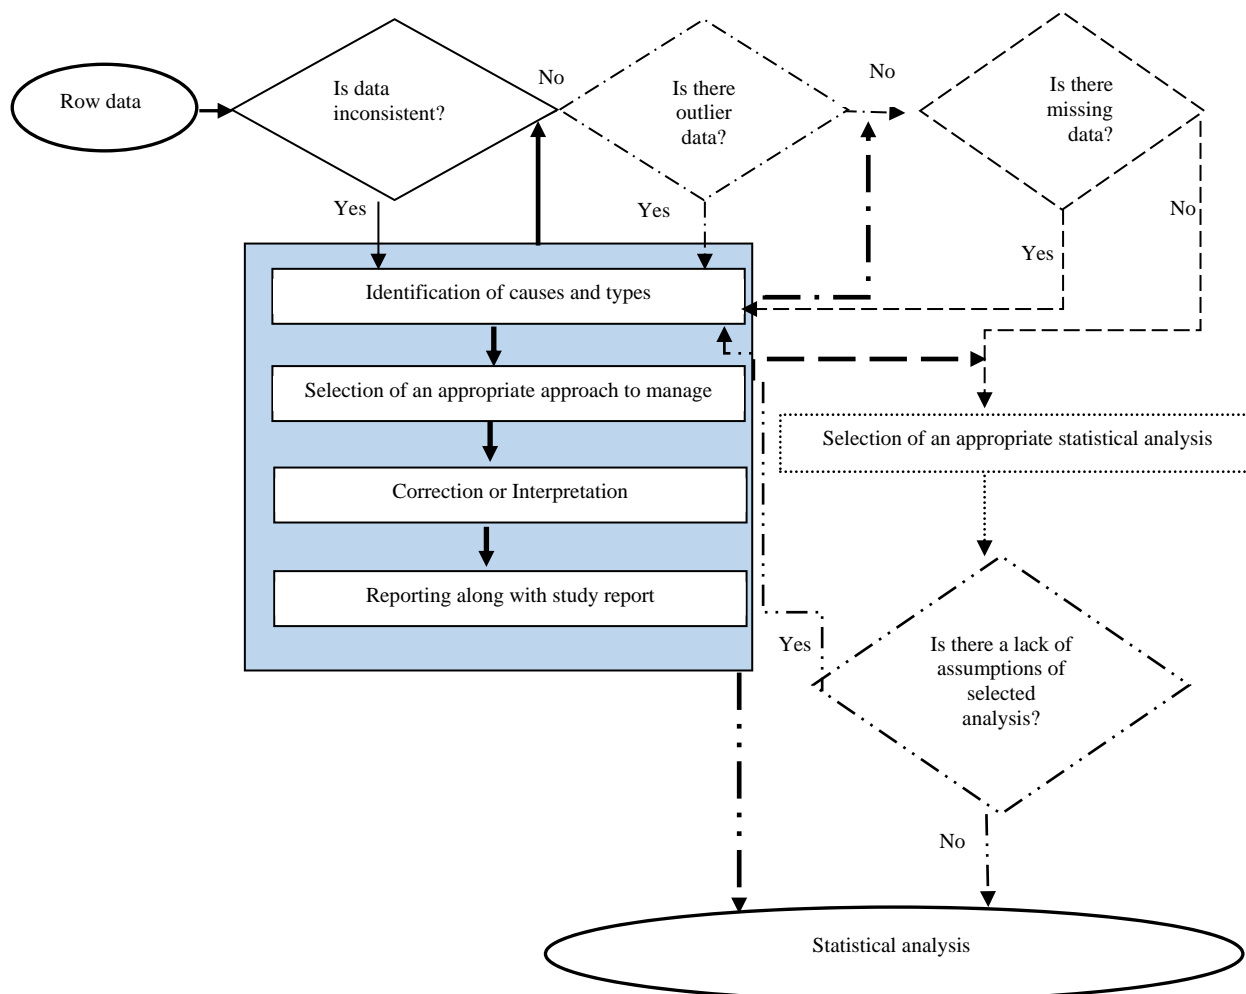 Row data
Is data
inconsistent?
No
Is there
outlier
data?
No
Is there
missing
data?
Yes
Yes
No
Yes
Identification of causes and types
Selection of an appropriate approach to manage
Selection of an appropriate statistical analysis
Correction or Interpretation
Reporting along with study report
Yes
Is there a lack of
assumptions of
selected
analysis?
No
Statistical analysis